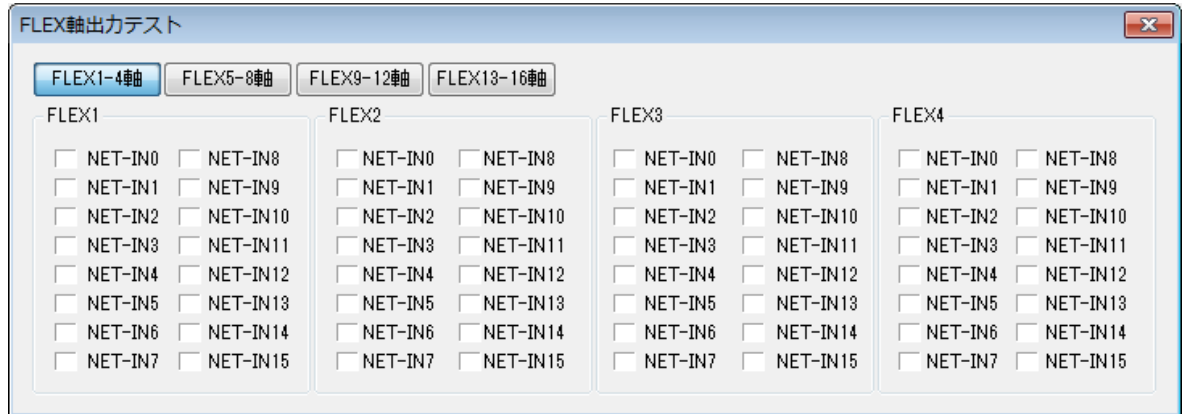 FLEX軸出力テスト
FLEX1-4軸 FLEX5-8軸 FLEX9-12軸 FLEX13-16軸
FLEX1 FLEX2 FLEX3 FLEX4
NET-IN0 NET-IN8 NET-IN0 NET-IN8 NET-IN0 NET-IN8 NET-IN0 NET-IN8
NET-IN1 NET-IN9 NET-IN1 NET-IN9 NET-IN1 NET-IN9 NET-IN1 NET-IN9
NET-IN2 NET-IN10 NET-IN2 NET-IN10 NET-IN2 NET-IN10 NET-IN2 NET-IN10
NET-IN3 NET-IN11 NET-IN3 NET-IN11 NET-IN3 NET-IN11 NET-IN3 NET-IN11
NET-IN4 NET-IN12 NET-IN4 NET-IN12 NET-IN4 NET-IN12 NET-IN4 NET-IN12
NET-IN5 NET-IN13 NET-IN5 NET-IN13 NET-IN5 NET-IN13 NET-IN5 NET-IN13
NET-IN6 NET-IN14 NET-IN6 NET-IN14 NET-IN6 NET-IN14 NET-IN6 NET-IN14
NET-IN7 NET-IN15 NET-IN7 NET-IN15 NET-IN7 NET-IN15 NET-IN7 NET-IN15